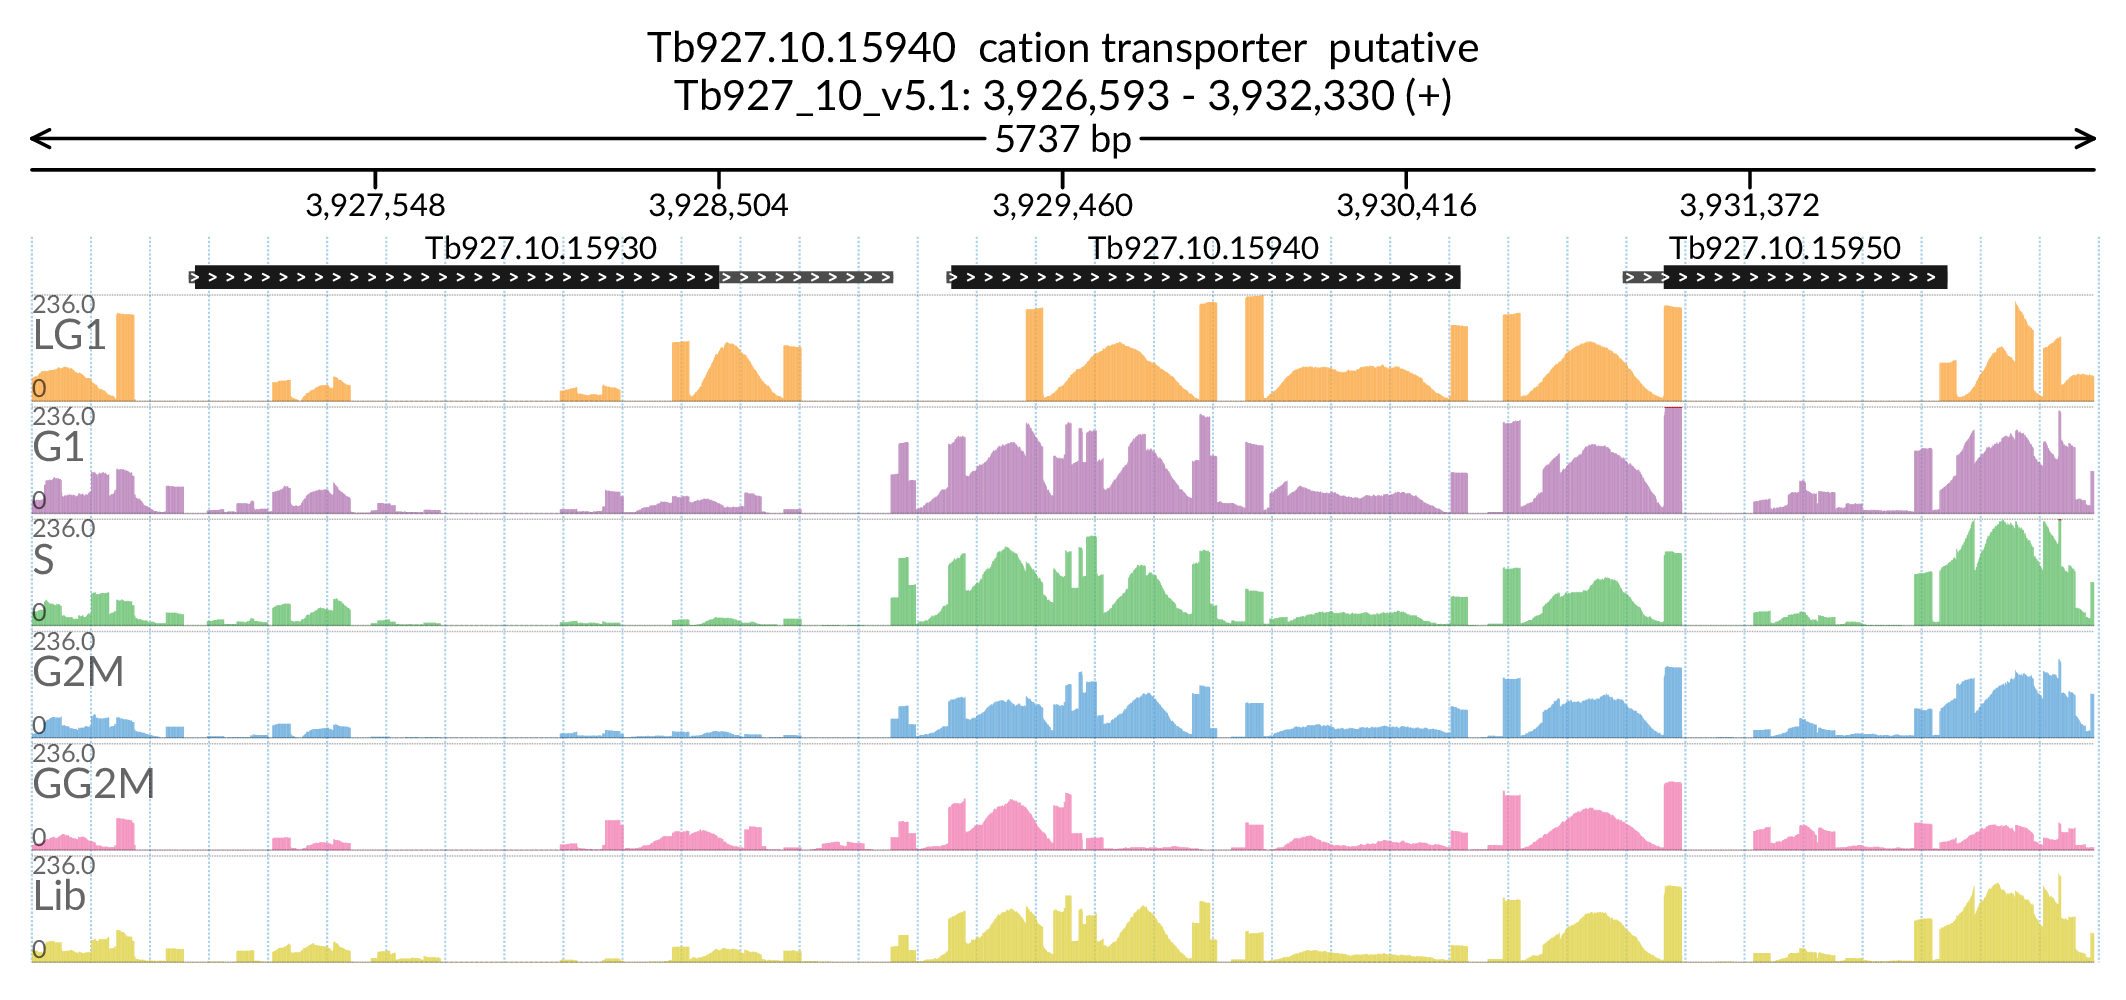 Tb927.10.15940 cation transporter putative
Tb927_10_v5.1: 3,926,593 - 3,932,330 (+)
5737 bp
3,927,548 3,928,504 3,929,460 3,930,416 3,931,372
Tb927.10.15930 Tb927.10.15940 Tb927.10.15950
236.0
LG1
0
236.0
G1
0
236.0
S
0
236.0
G2M
0
236.0
GG2M
0
236.0
Lib
0